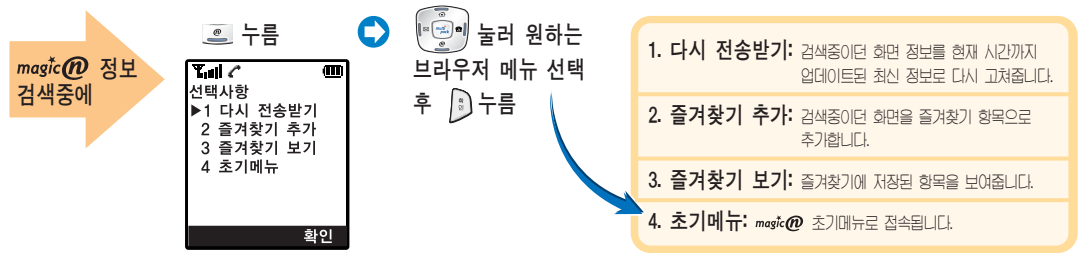 magicⓝ 정보
검색중에
누름
선택사항
▶1 다시 전송받기
2 즐겨찾기 추가
3 즐겨찾기 보기
4 초기메뉴
확인
눌러 원하는
브라우저 메뉴 선택
후 확인 누름
1. 다시 전송받기: 검색중이던 화면 정보를 현재 시간까지
업데이트된 최신 정보로 다시 고쳐줍니다.
2. 즐겨찾기 추가: 검색중이던 화면을 즐겨찾기 항목으로
추가합니다.
3. 즐겨찾기 보기: 즐겨찾기에 저장된 항목을 보여줍니다.
4. 초기메뉴: magicⓝ 초기메뉴로 접속됩니다.